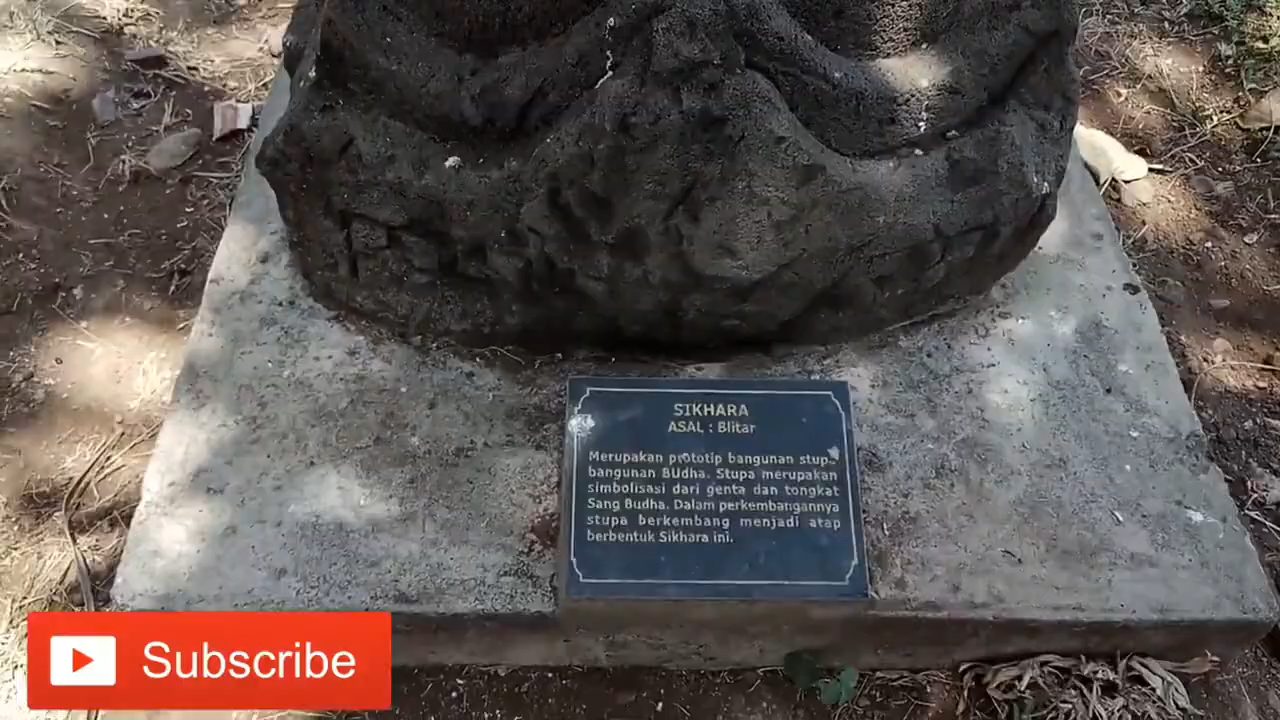 SIKHARA
ASAL : Blitar
Merupakan prototip bangunan stupa
bangunan BUdha. Stupa merupakan
simbolisasi dari genta dan tongkat
Sang Budha. Dalam perkembangannya
stupa berkembang menjadi atap
berbentuk Sikhara ini.
Subscribe